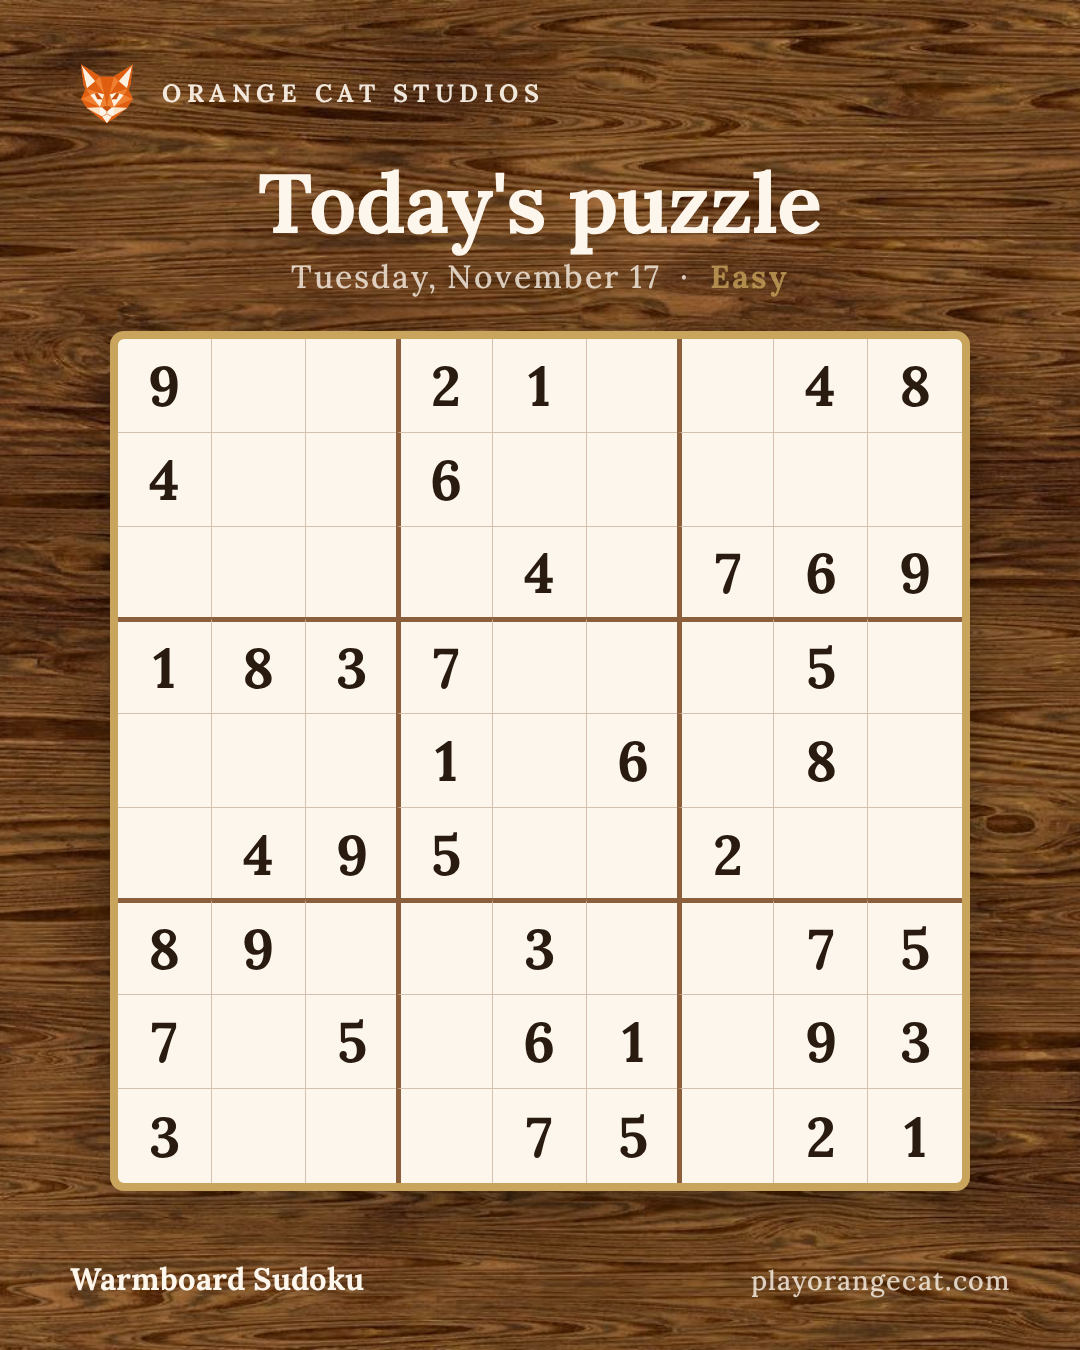 ORANGE CAT STUDIOS
Today's puzzle
Tuesday, November 17 · Easy
9 2 1 4 8
4 6
4 7 6 9
1 8 3 7 5
1 6 8
4 9 5 2
8 9 3 7 5
7 5 6 1 9 3
3 7 5 2 1
Warmboard Sudoku
playorangecat.com